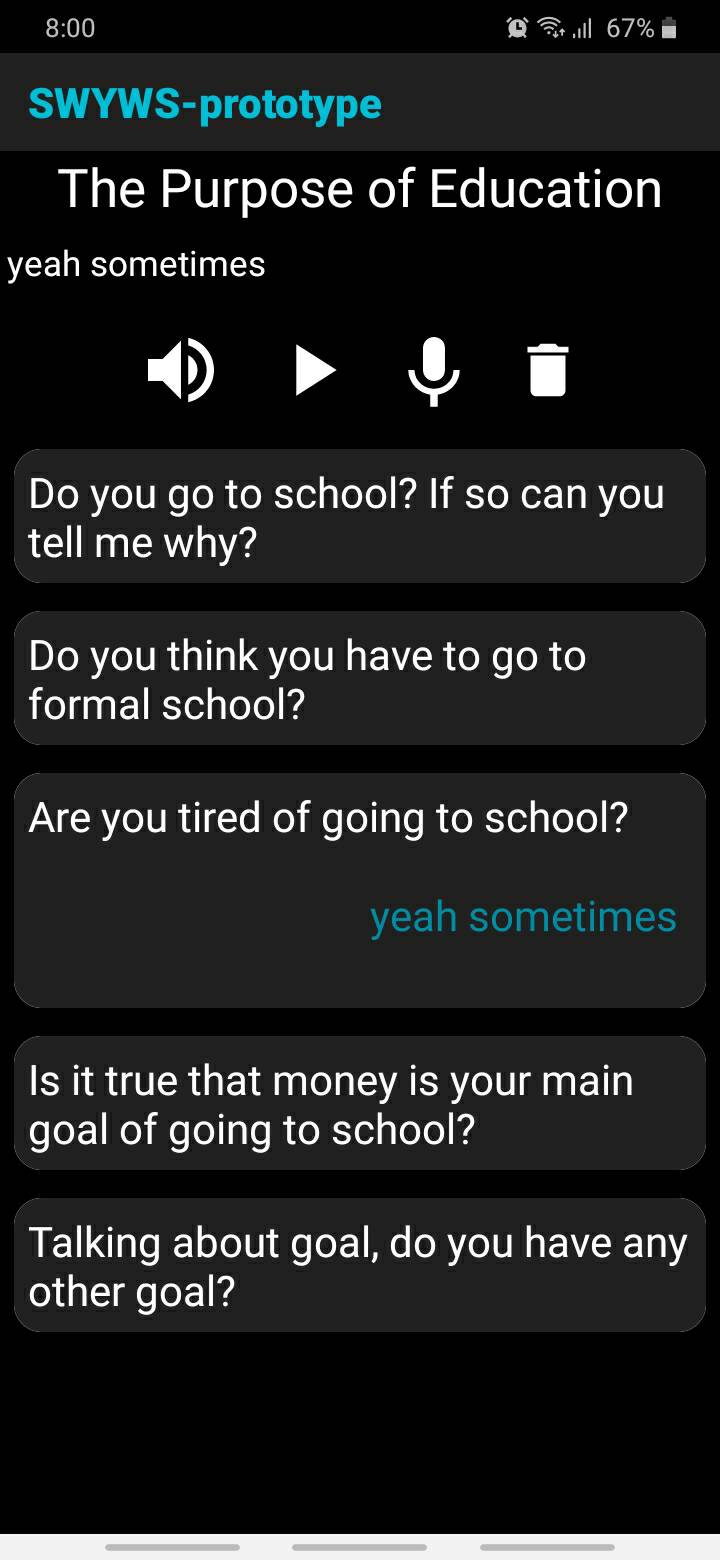 8:00
67%
SWYWS-prototype
The Purpose of Education
yeah sometimes
Do you go to school? If so can you
tell me why?
Do you think you have to go to
formal school?
Are you tired of going to school?
yeah sometimes
Is it true that money is your main
goal of going to school?
Talking about goal, do you have any
other goal?